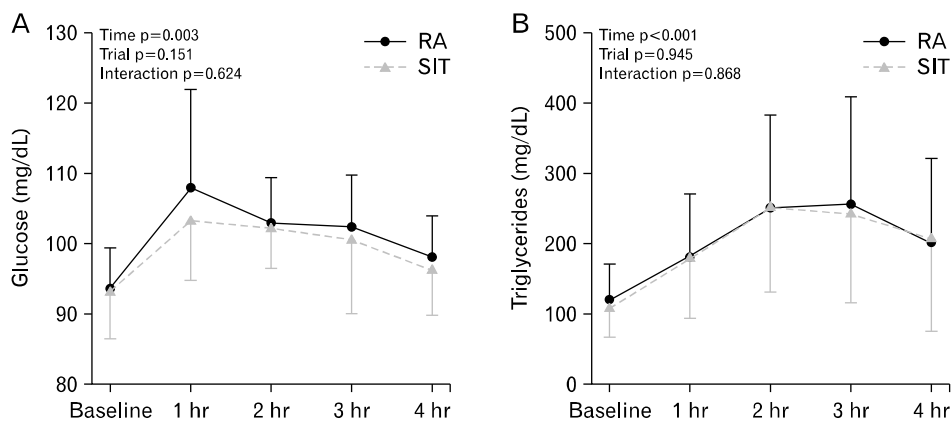 A
Time p=0.003
Trial p=0.151
Interaction p=0.624
RA
SIT
Glucose (mg/dL)
130
120
110
100
90
80
Baseline 1 hr 2 hr 3 hr 4 hr
B
Time p<0.001
Trial p=0.945
Interaction p=0.868
RA
SIT
Triglycerides (mg/dL)
500
400
300
200
100
0
Baseline 1 hr 2 hr 3 hr 4 hr